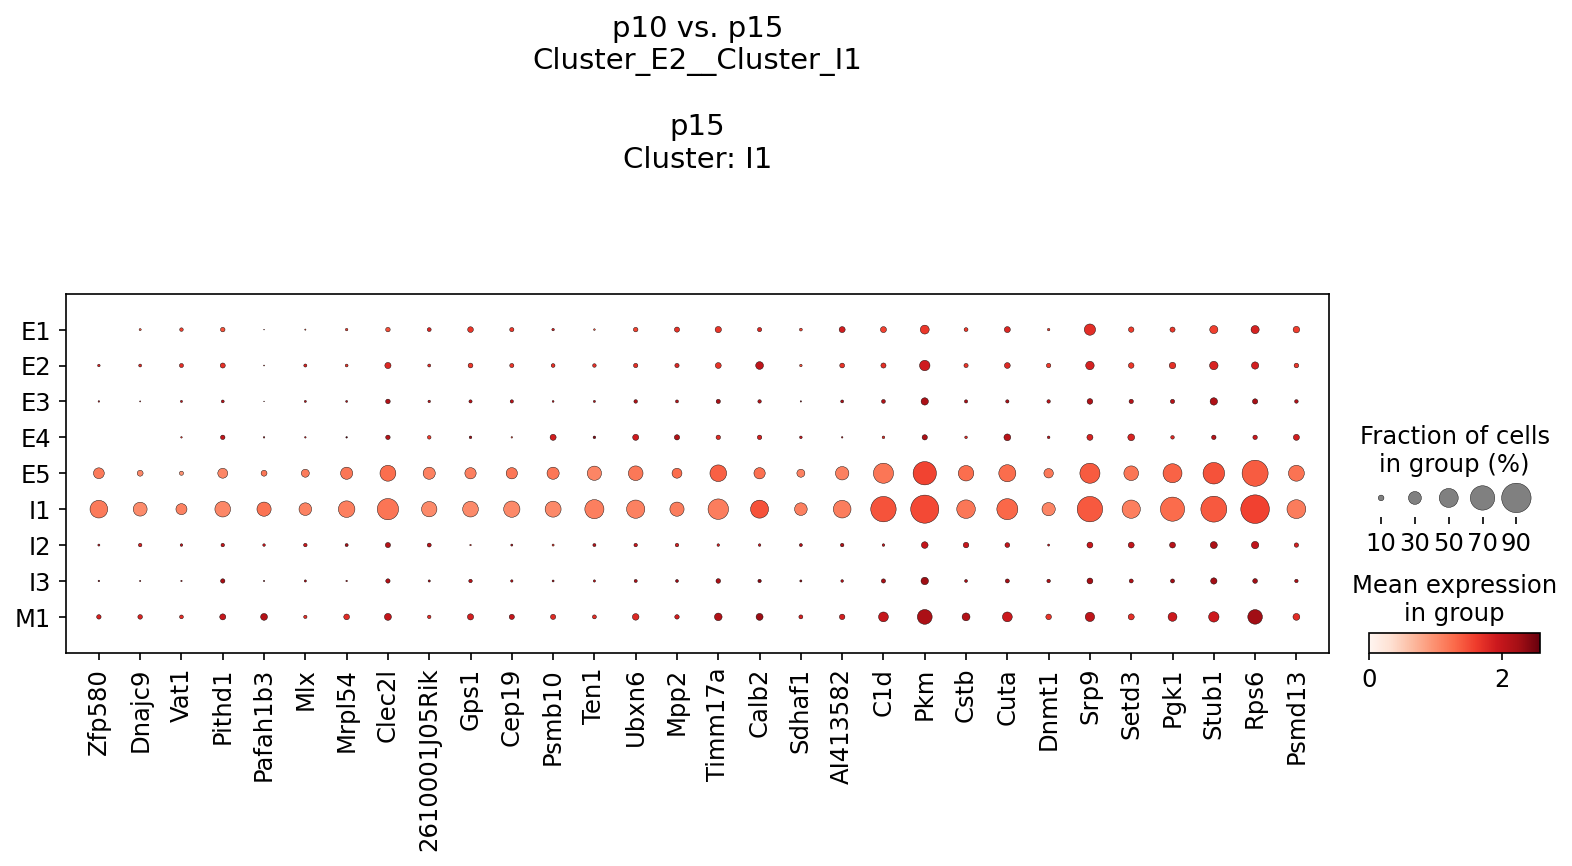 p10 vs. p15
Cluster_E2__Cluster_I1
p15
Cluster: I1
E1
E2
E3
E4
E5
I1
I2
I3
M1
Zfp580
Dnajc9
Vat1
Pithd1
Pafah1b3
Mlx
Mrpl54
Clec2l
2610001J05Rik
Gps1
Cep19
Psmb10
Ten1
Ubxn6
Mpp2
Timm17a
Calb2
Sdhaf1
AI413582
C1d
Pkm
Cstb
Cuta
Dnmt1
Srp9
Setd3
Pgk1
Stub1
Rps6
Psmd13
Fraction of cells
in group (%)
10 30 50 70 90
Mean expression
in group
0 2